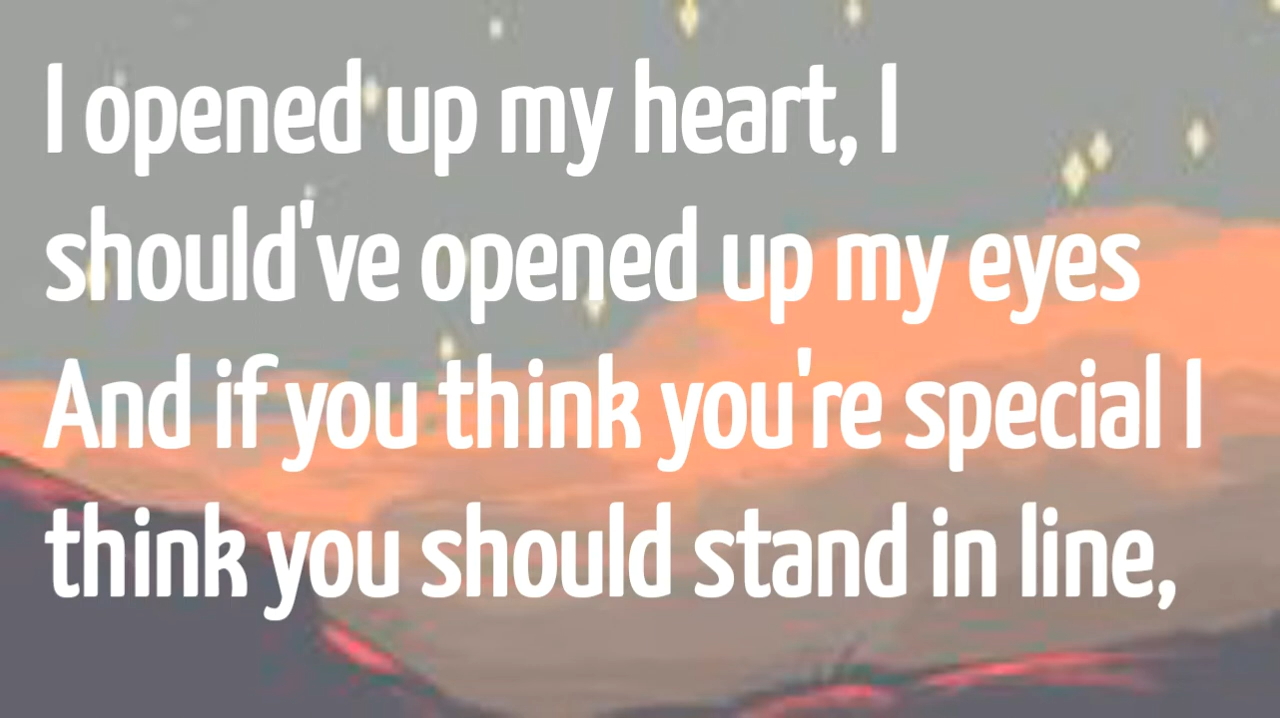 I opened up my heart, I
should've opened up my eyes
And if you think you're special I
think you should stand in line,